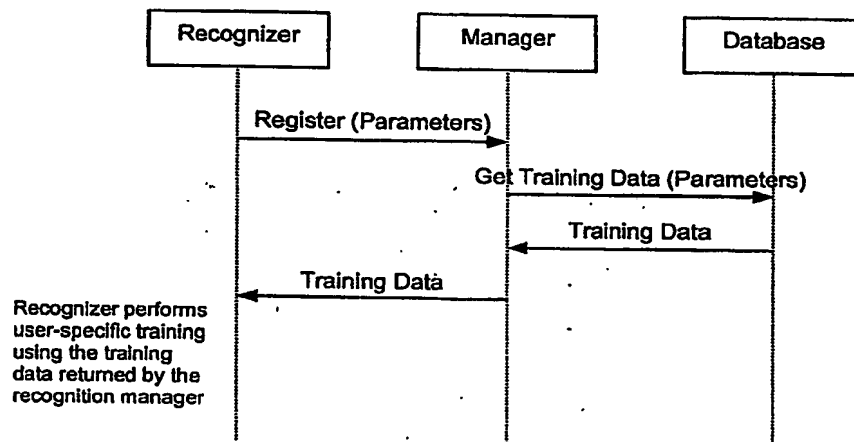 Recognizer
Manager
Database
Register (Parameters)
Get Training Data (Parameters)
Training Data
Training Data
Recognizer performs
user-specific training
using the training
data returned by the
recognition manager